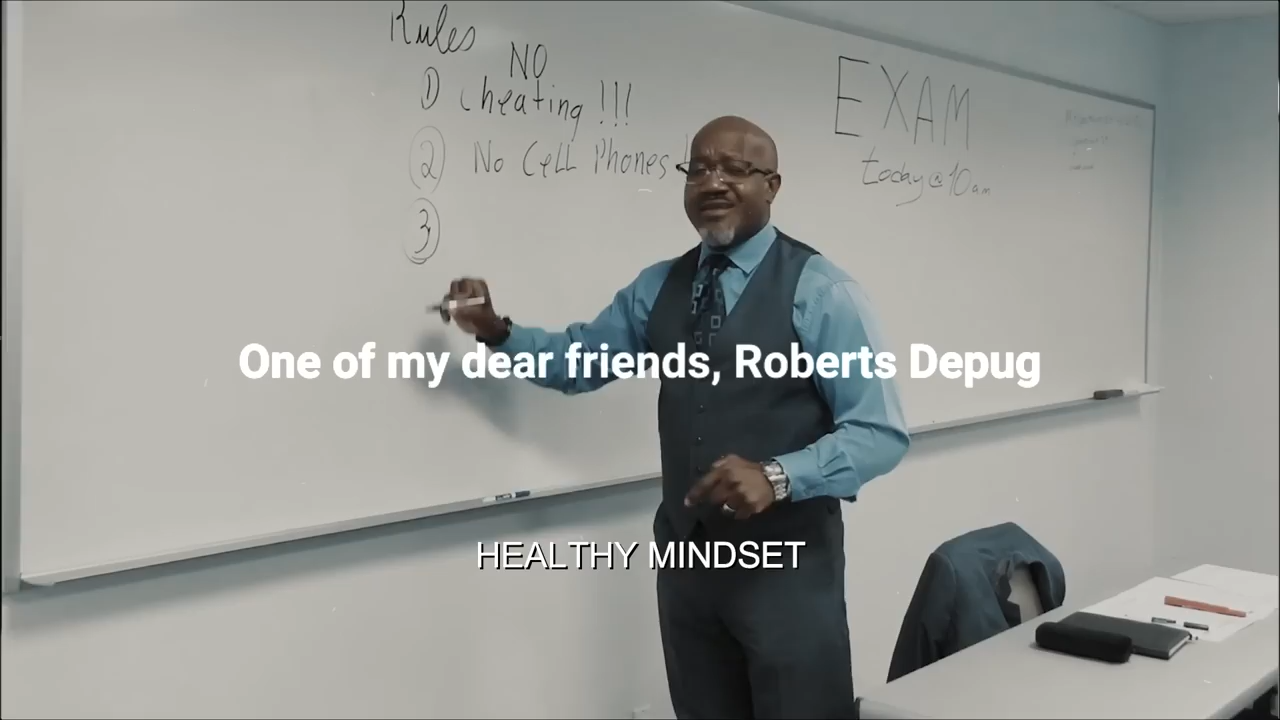 Rules
NO
1 cheating !!!
2 No Cell Phones
3
EXAM
today@10am
One of my dear friends, Roberts Depug
HEALTHY MINDSET